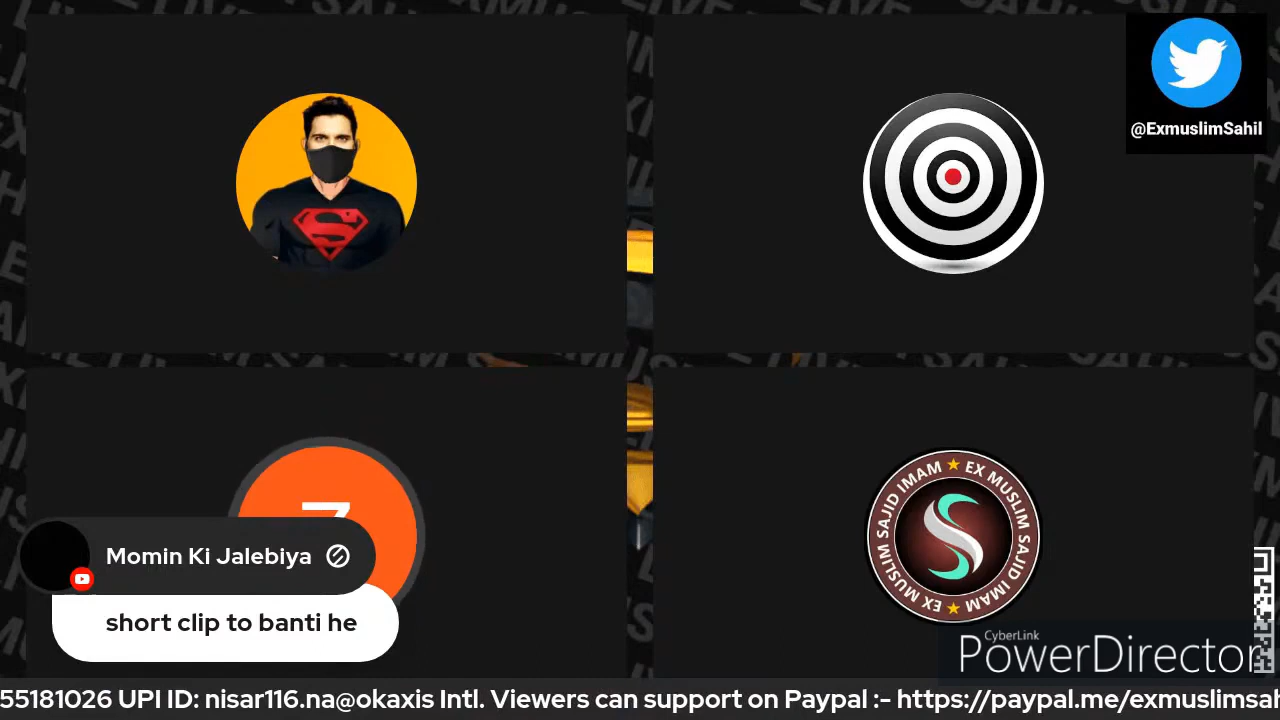 @ExmuslimSahil
EX MUSLIM SAJID IMAM
EX MUSLIM SAJID IMAM
Momin Ki Jalebiya
short clip to banti he
CyberLink
PowerDirector
55181026 UPI ID: nisar116.na@okaxis Intl. Viewers can support on Paypal :- https://paypal.me/exmuslimsah